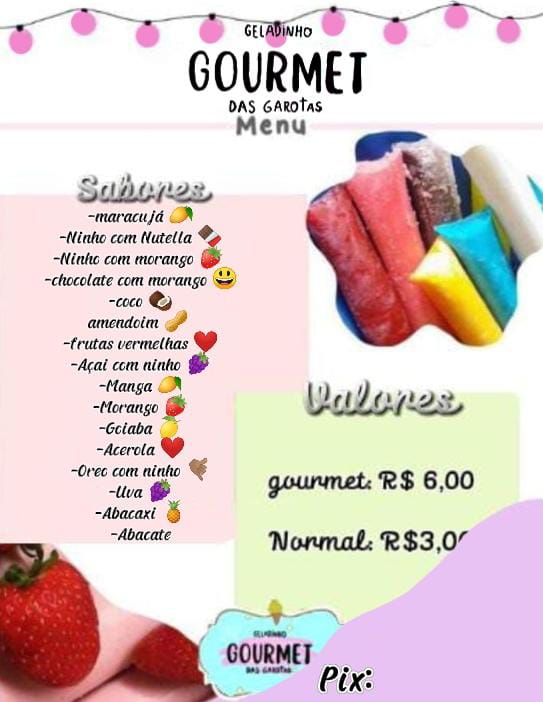 GELADINHO
GOURMET
DAS GAROTAS
Menu
Sabores
-maracujá
-Ninho com Nutella
-Ninho com morango
-chocolate com morango
-coco
amendoim
-frutas vermelhas
-Açai com ninho
-Manga
-Morango
-Goiaba
-Acerola
-Oreo com ninho
-Uva
-Abacaxi
-Abacate
Valores
gourmet: R$ 6,00
Normal: R$3,00
GELADINHO
GOURMET
DAS GAROTAS
Pix: